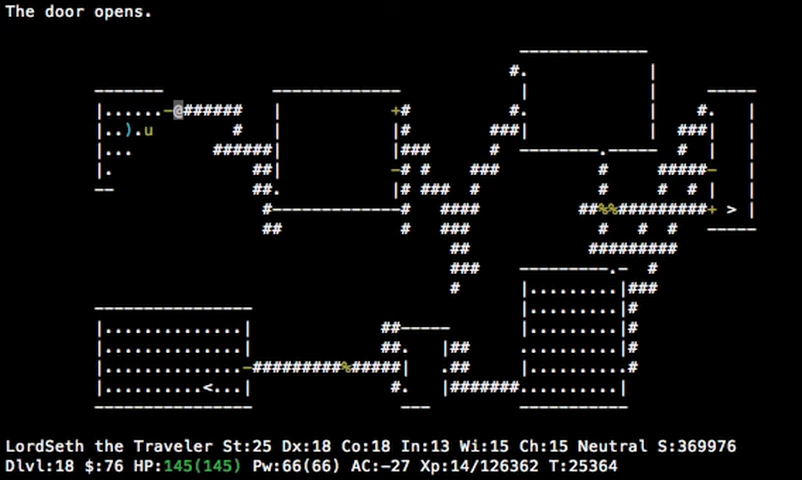 The door opens.
-------------
#.            |
-------          -------------             |            |      -----
|......-@######   |            +#          #.           |     #.   |
|..).u        #   |            |#        ###|           |   ###|   |
|...        ######|            |###      #  --------.-----   #  |   |
|.              ##|            -# #    ###          #     #####-   |
--              ##.            |# ###  #            #     #  # |   |
#-------------#   ####          ##%%#########+ > |
##            #   ###             #   #  #   -----
##             #########
###      ---------.-  #
----------------                     #       |.........|###
|..............|                             |.........|#
|..............|             ##-----         |.........|#
|..............|             ##.   |##       ..........|#
|..............-#########%#####|   .##       |..........#
|..........<...|              #.   |#######..........|
----------------              ---            -----------
LordSeth the Traveler St:25 Dx:18 Co:18 In:13 Wi:15 Ch:15 Neutral S:369976
Dlvl:18 $:76 HP:145(145) Pw:66(66) AC:-27 Xp:14/126362 T:25364